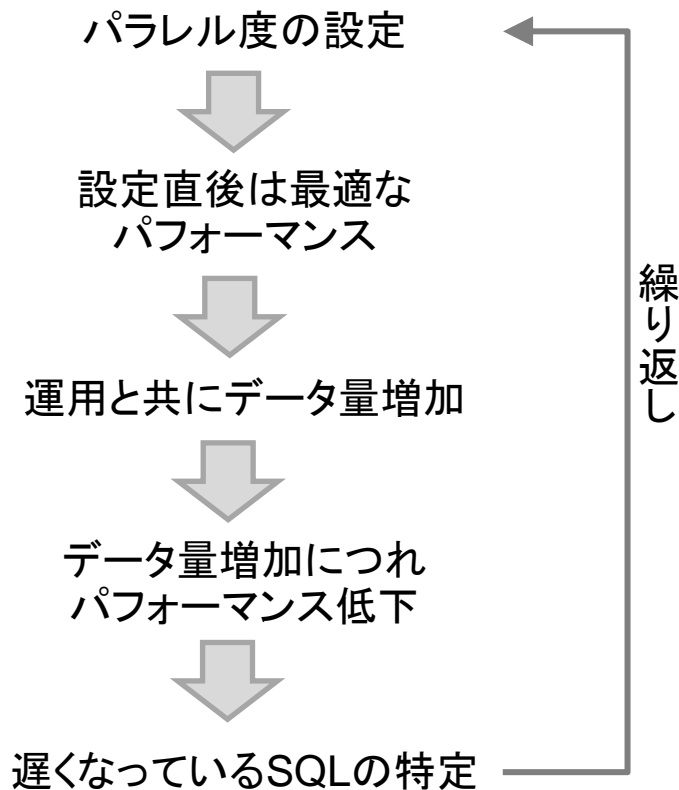 パラレル度の設定
設定直後は最適な
パフォーマンス
運用と共にデータ量増加
データ量増加につれ
パフォーマンス低下
遅くなっているSQLの特定
繰り返し